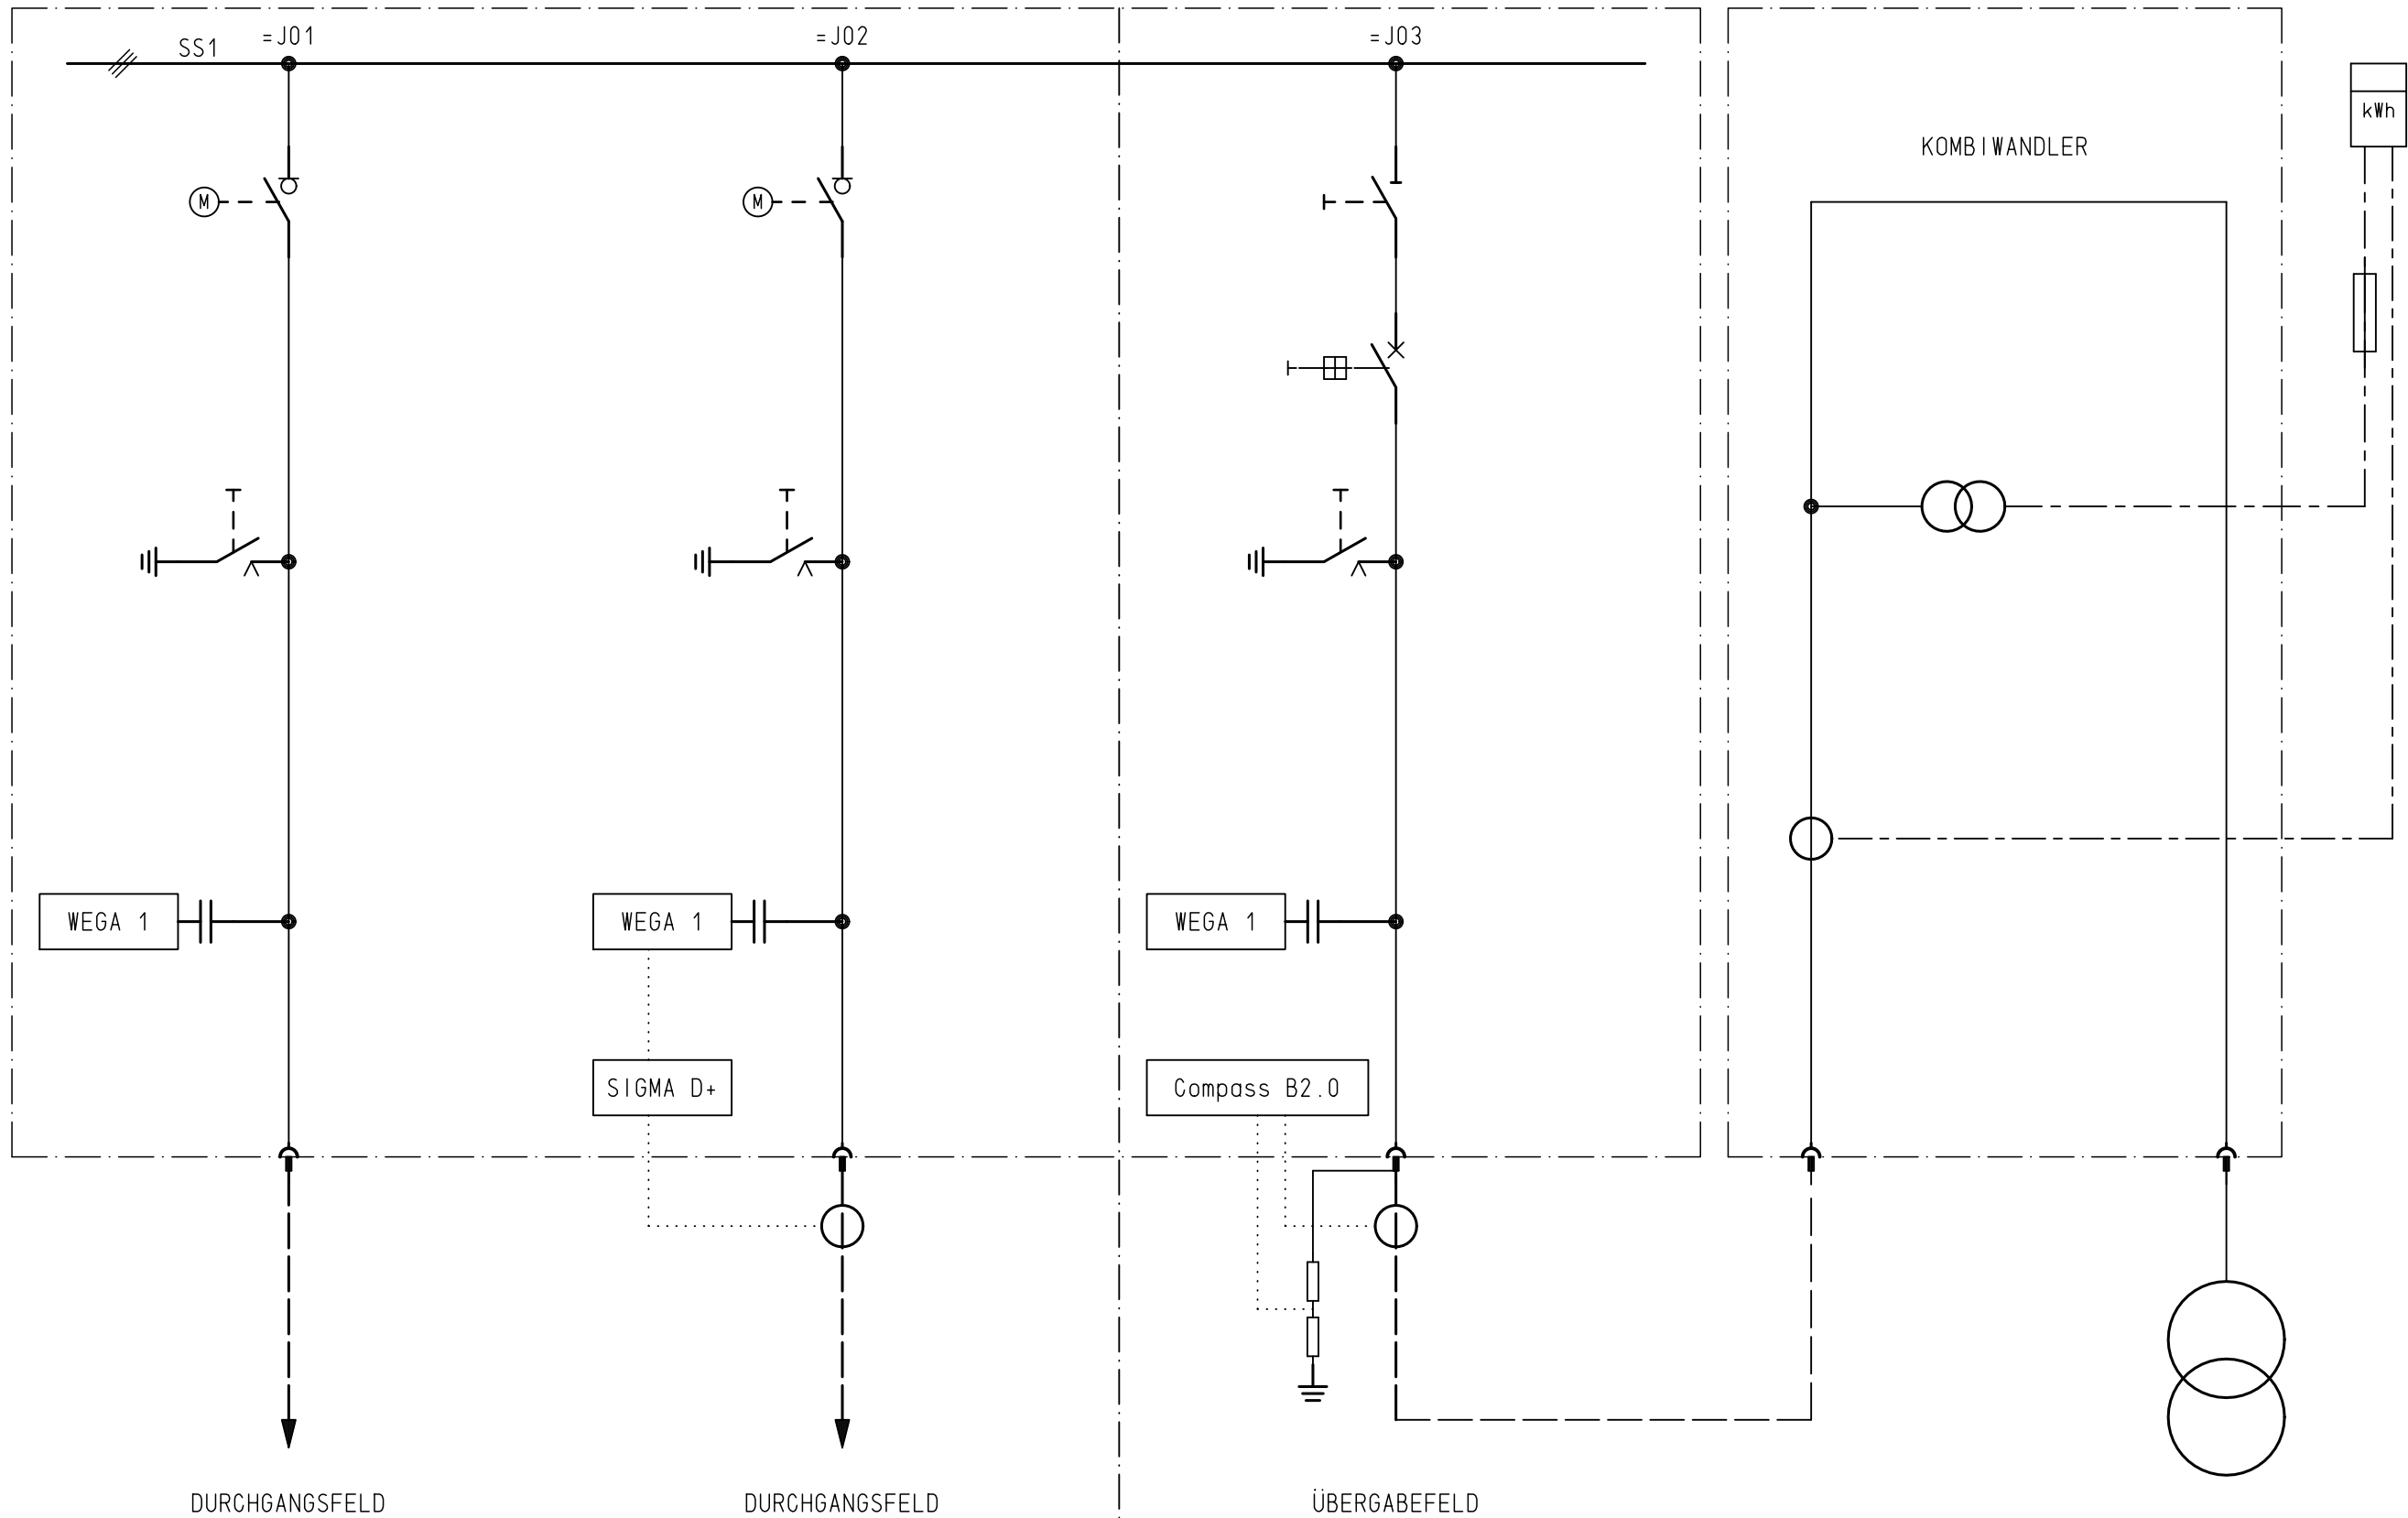 =J01
=J02
=J03
SS1
kWh
KOMBIWANDLER
M
M
WEGA 1
WEGA 1
WEGA 1
SIGMA D+
Compass B2.0
DURCHGANGSFELD
DURCHGANGSFELD
ÜBERGABEFELD